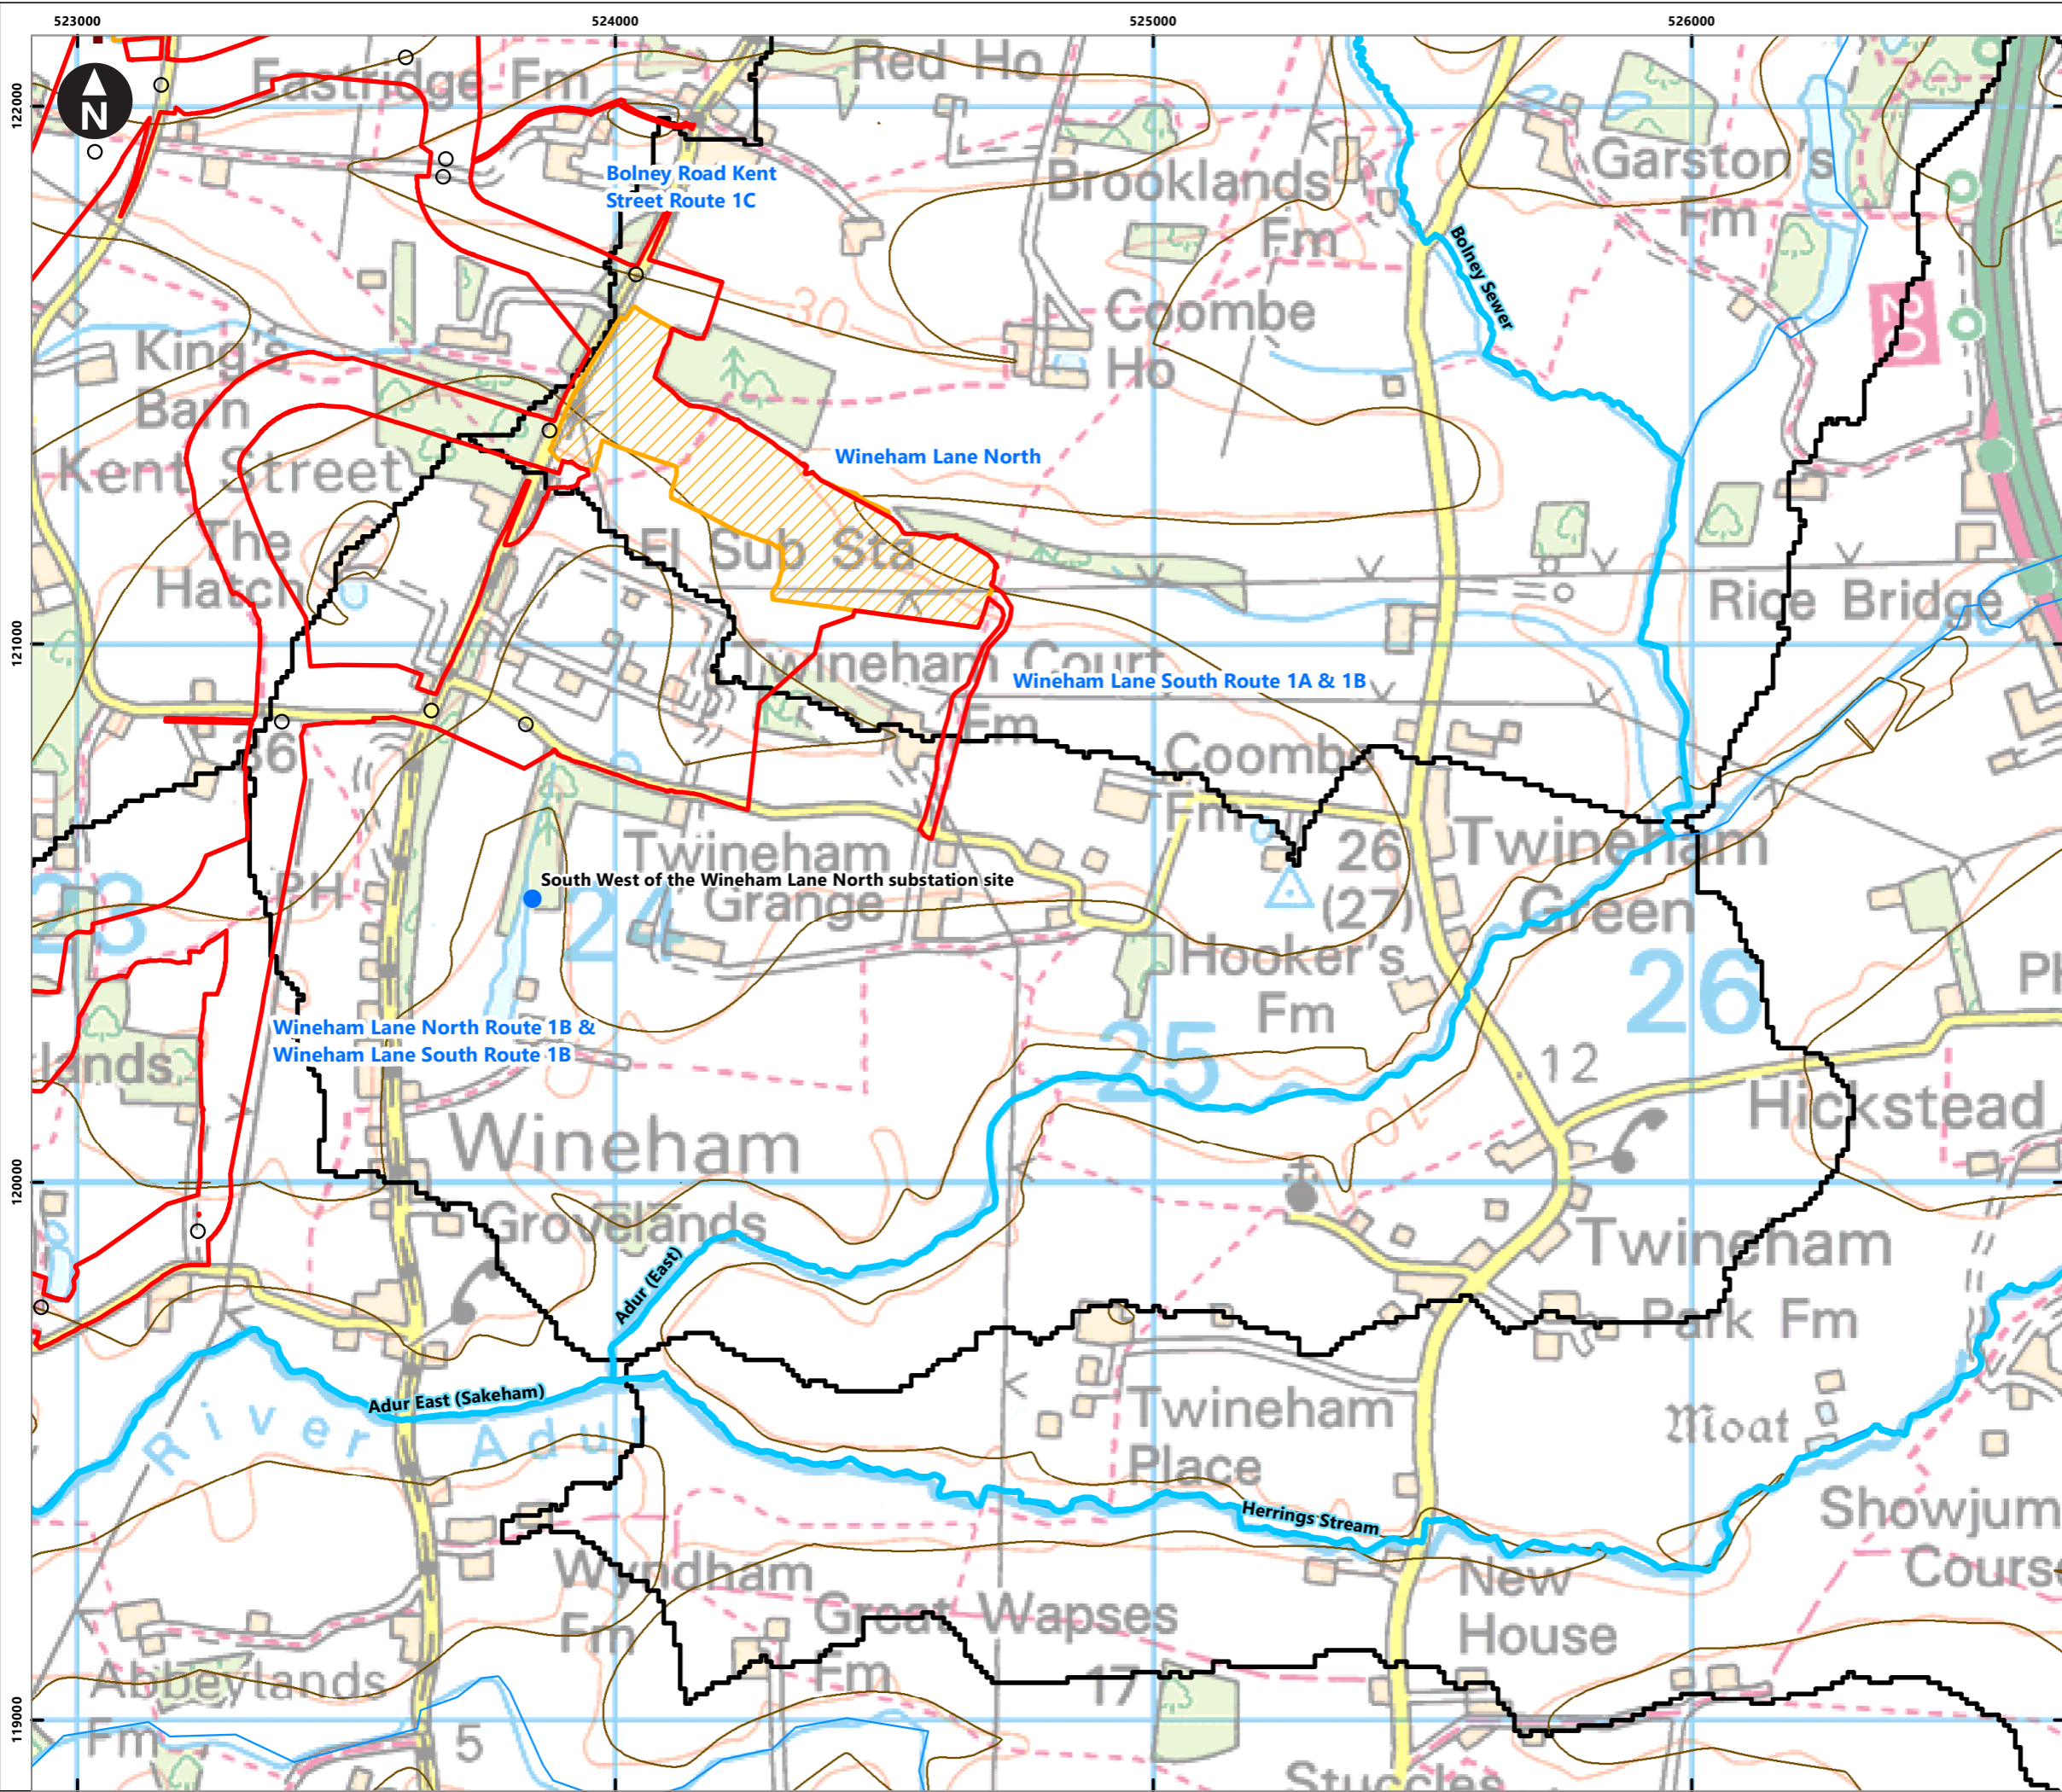 523000
524000
525000
526000
122000
121000
120000
119000
N
Eastridge Fm
Red Ho
Bolney Road Kent
Street Route 1C
Brooklands
Fm
Garston's
Fm
Bolney Sewer
30
Coombe
Ho
King's
Barn
Kent Street
Wineham Lane North
The
Hatch
El Sub Sta
Rice Bridge
Twineham Court
Fm
Wineham Lane South Route 1A & 1B
36
Coombe
Fm
Twineham
Grange
26
(27)
Twineham
Green
PH
South West of the Wineham Lane North substation site
23
24
25
26
Hooker's
Fm
Wineham Lane North Route 1B &
Wineham Lane South Route 1B
lands
12
10
Hickstead
Wineham
Grovelands
Twineham
Park Fm
Adur (East)
Adur East (Sakeham)
River Adur
Twineham
Place
Moat
Herrings Stream
Showjum
Course
Wyndham
Fm
New
House
Great Wapses
Fm
17
Abbeylands
Fm
5
Stuccles